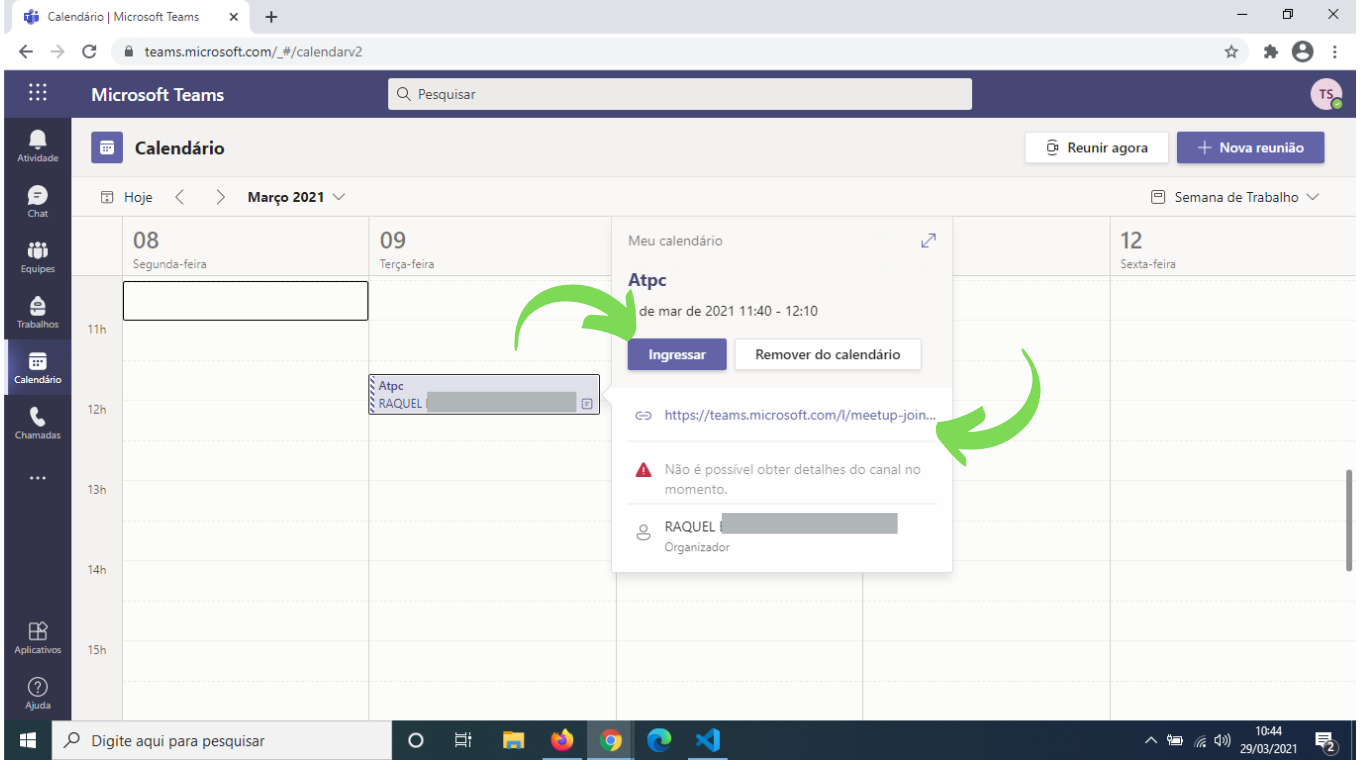 Calendário | Microsoft Teams
teams.microsoft.com/_#/calendarv2
Microsoft Teams
Pesquisar
TS
Atividade
Chat
Equipes
Trabalhos
Calendário
Chamadas
Aplicativos
Ajuda
Calendário
Reunir agora
+ Nova reunião
Hoje
Março 2021
Semana de Trabalho
08
Segunda-feira
09
Terça-feira
12
Sexta-feira
11h
12h
13h
14h
15h
Atpc
RAQUEL
Meu calendário
Atpc
de mar de 2021 11:40 - 12:10
Ingressar
Remover do calendário
https://teams.microsoft.com/l/meetup-join...
Não é possível obter detalhes do canal no
momento.
RAQUEL
Organizador
Digite aqui para pesquisar
10:44
29/03/2021
2